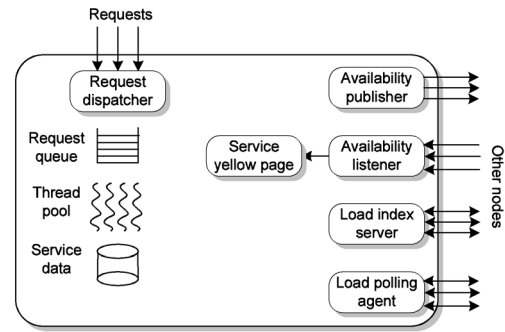 Requests
Request
dispatcher
Request
queue
Thread
pool
Service
data
Service
yellow page
Availability
publisher
Availability
listener
Load index
server
Load polling
agent
Other nodes